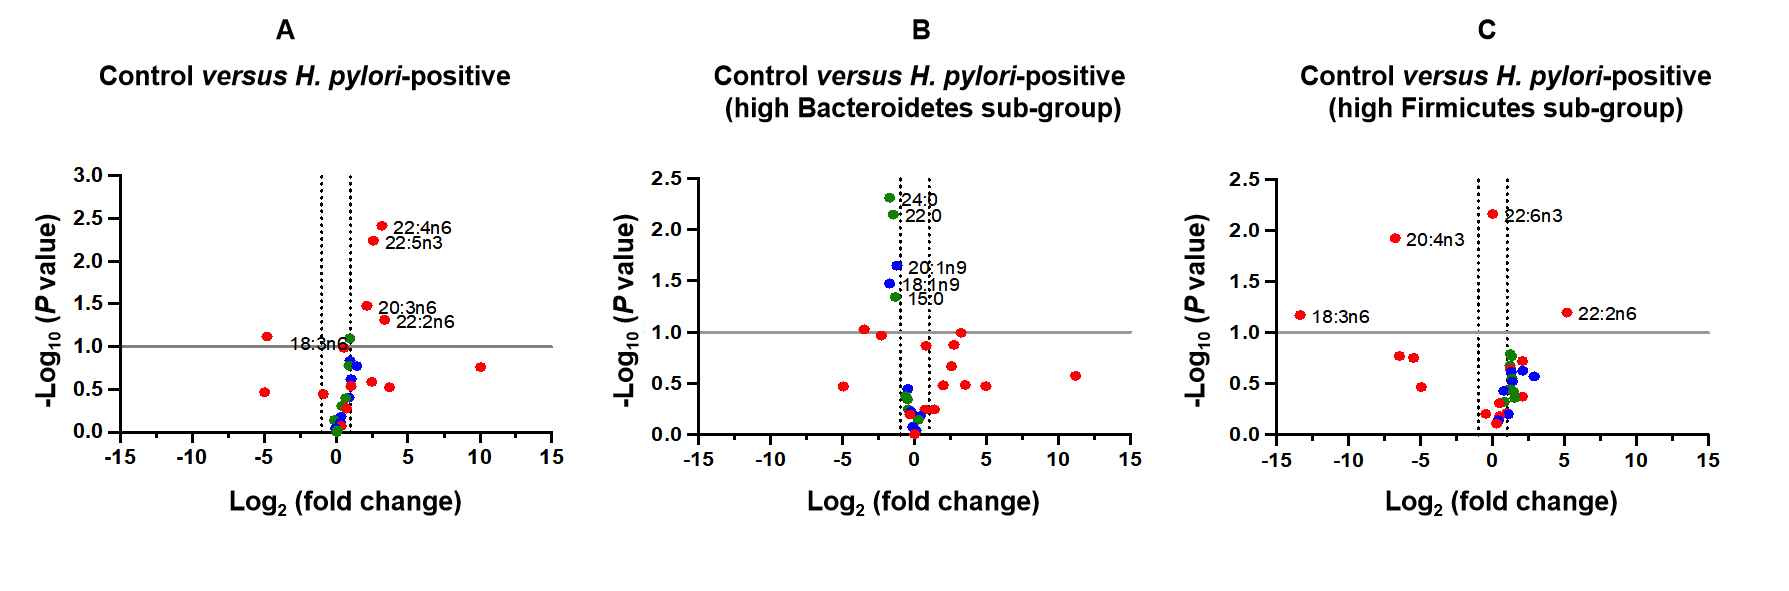 A
Control versus H. pylori-positive
3.0
2.5
2.0
1.5
1.0
0.5
0.0
-Log10 (P value)
22:4n6
22:5n3
20:3n6
22:2n6
18:3n6
-15 -10 -5 0 5 10 15
Log2 (fold change)
B
Control versus H. pylori-positive
(high Bacteroidetes sub-group)
2.5
2.0
1.5
1.0
0.5
0.0
-Log10 (P value)
24:0
22:0
20:1n9
18:1n9
15:0
-15 -10 -5 0 5 10 15
Log2 (fold change)
C
Control versus H. pylori-positive
(high Firmicutes sub-group)
2.5
2.0
1.5
1.0
0.5
0.0
-Log10 (P value)
22:6n3
20:4n3
18:3n6
22:2n6
-15 -10 -5 0 5 10 15
Log2 (fold change)